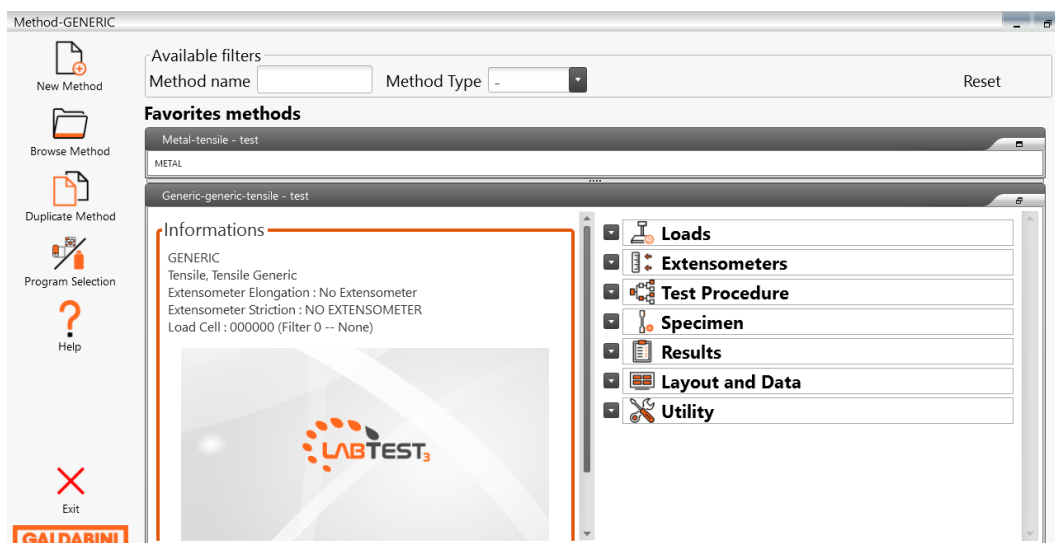 Method-GENERIC
New Method
Browse Method
Duplicate Method
Program Selection
Help
Exit
GALDABINI
Available filters
Method name
Method Type -
Reset
Favorites methods
Metal-tensile - test
METAL
Generic-generic-tensile - test
Informations
GENERIC
Tensile, Tensile Generic
Extensometer Elongation : No Extensometer
Extensometer Striction : NO EXTENSOMETER
Load Cell : 000000 (Filter 0 -- None)
LABTEST3
Loads
Extensometers
Test Procedure
Specimen
Results
Layout and Data
Utility